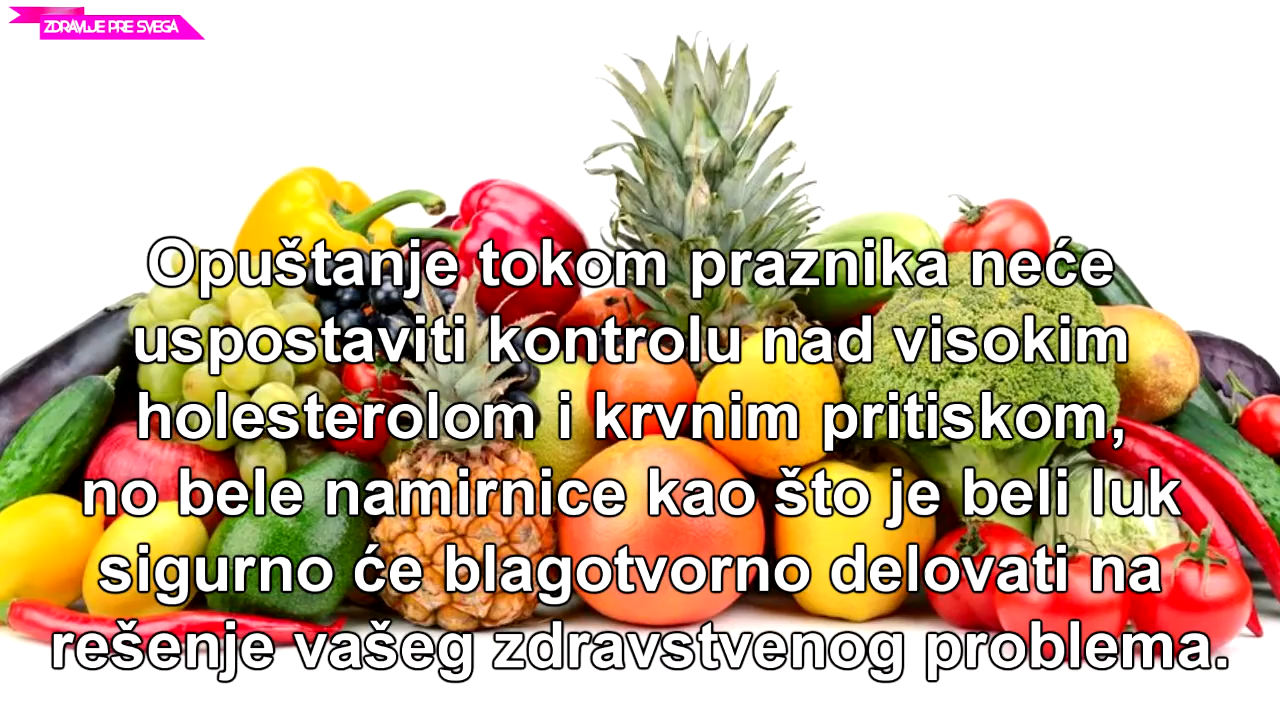 ZDRAVLJE PRE SVEGA
Opuštanje tokom praznika neće
uspostaviti kontrolu nad visokim
holesterolom i krvnim pritiskom,
no bele namirnice kao što je beli luk
sigurno će blagotvorno delovati na
rešenje vašeg zdravstvenog problema.